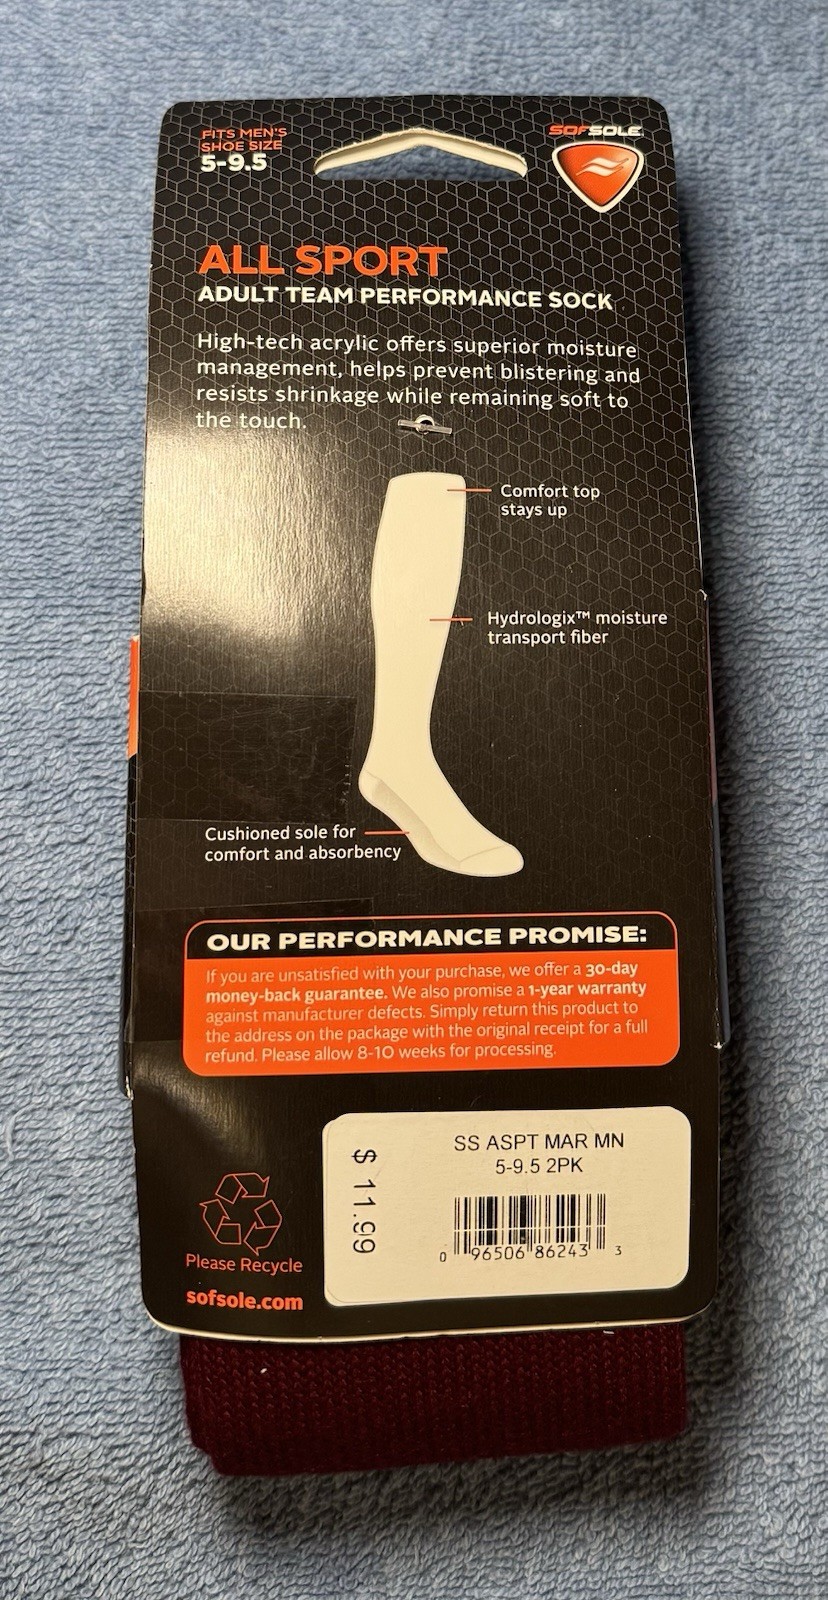 FITS MEN'S
SHOE SIZE
5-9.5
SOFSOLE
ALL SPORT
ADULT TEAM PERFORMANCE SOCK
High-tech acrylic offers superior moisture
management, helps prevent blistering and
resists shrinkage while remaining soft to
the touch.
Comfort top
stays up
Hydrologix™ moisture
transport fiber
Cushioned sole for
comfort and absorbency
OUR PERFORMANCE PROMISE:
If you are unsatisfied with your purchase, we offer a 30-day
money-back guarantee. We also promise a 1-year warranty
against manufacturer defects. Simply return this product to
the address on the package with the original receipt for a full
refund. Please allow 8-10 weeks for processing.
SS ASPT MAR MN
5-9.5 2PK
$ 11.99
0 96506 86243 3
Please Recycle
sofsole.com